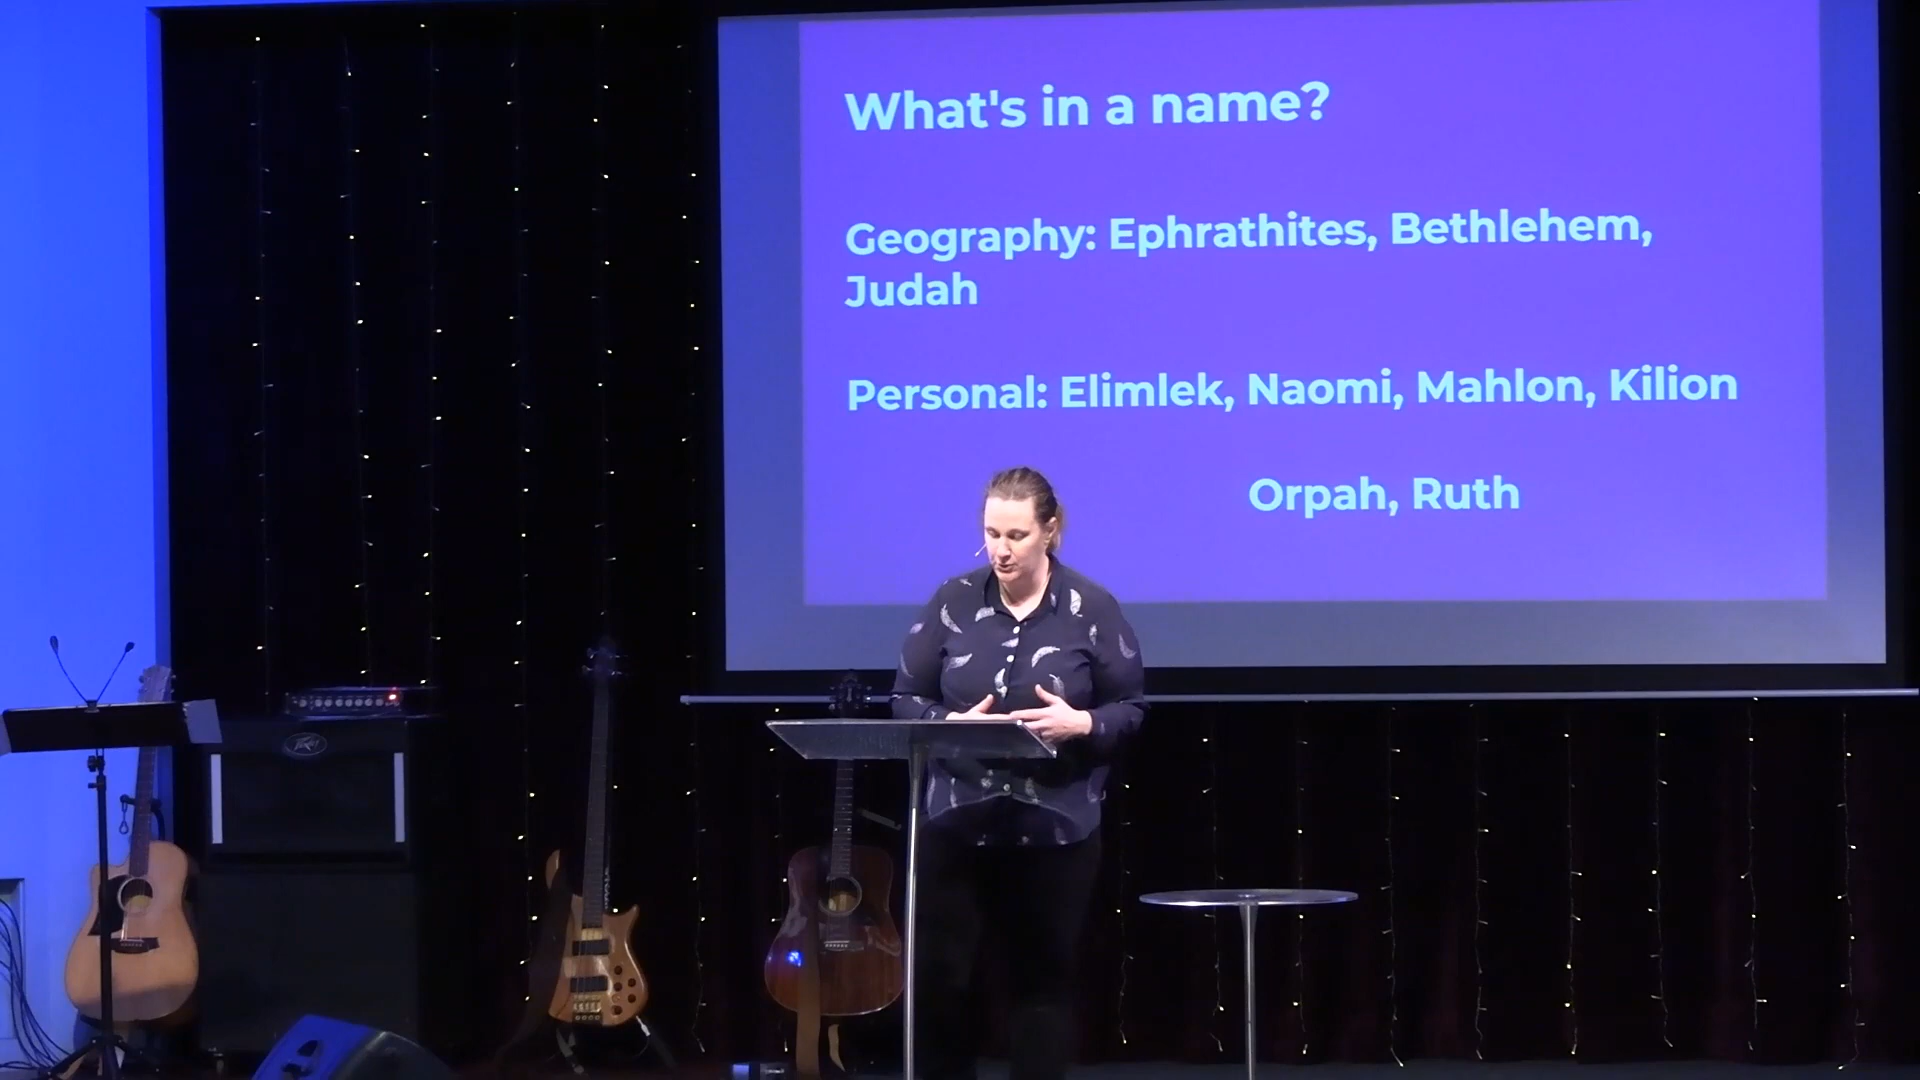 What's in a name?
Geography: Ephrathites, Bethlehem,
Judah
Personal: Elimlek, Naomi, Mahlon, Kilion
Orpah, Ruth